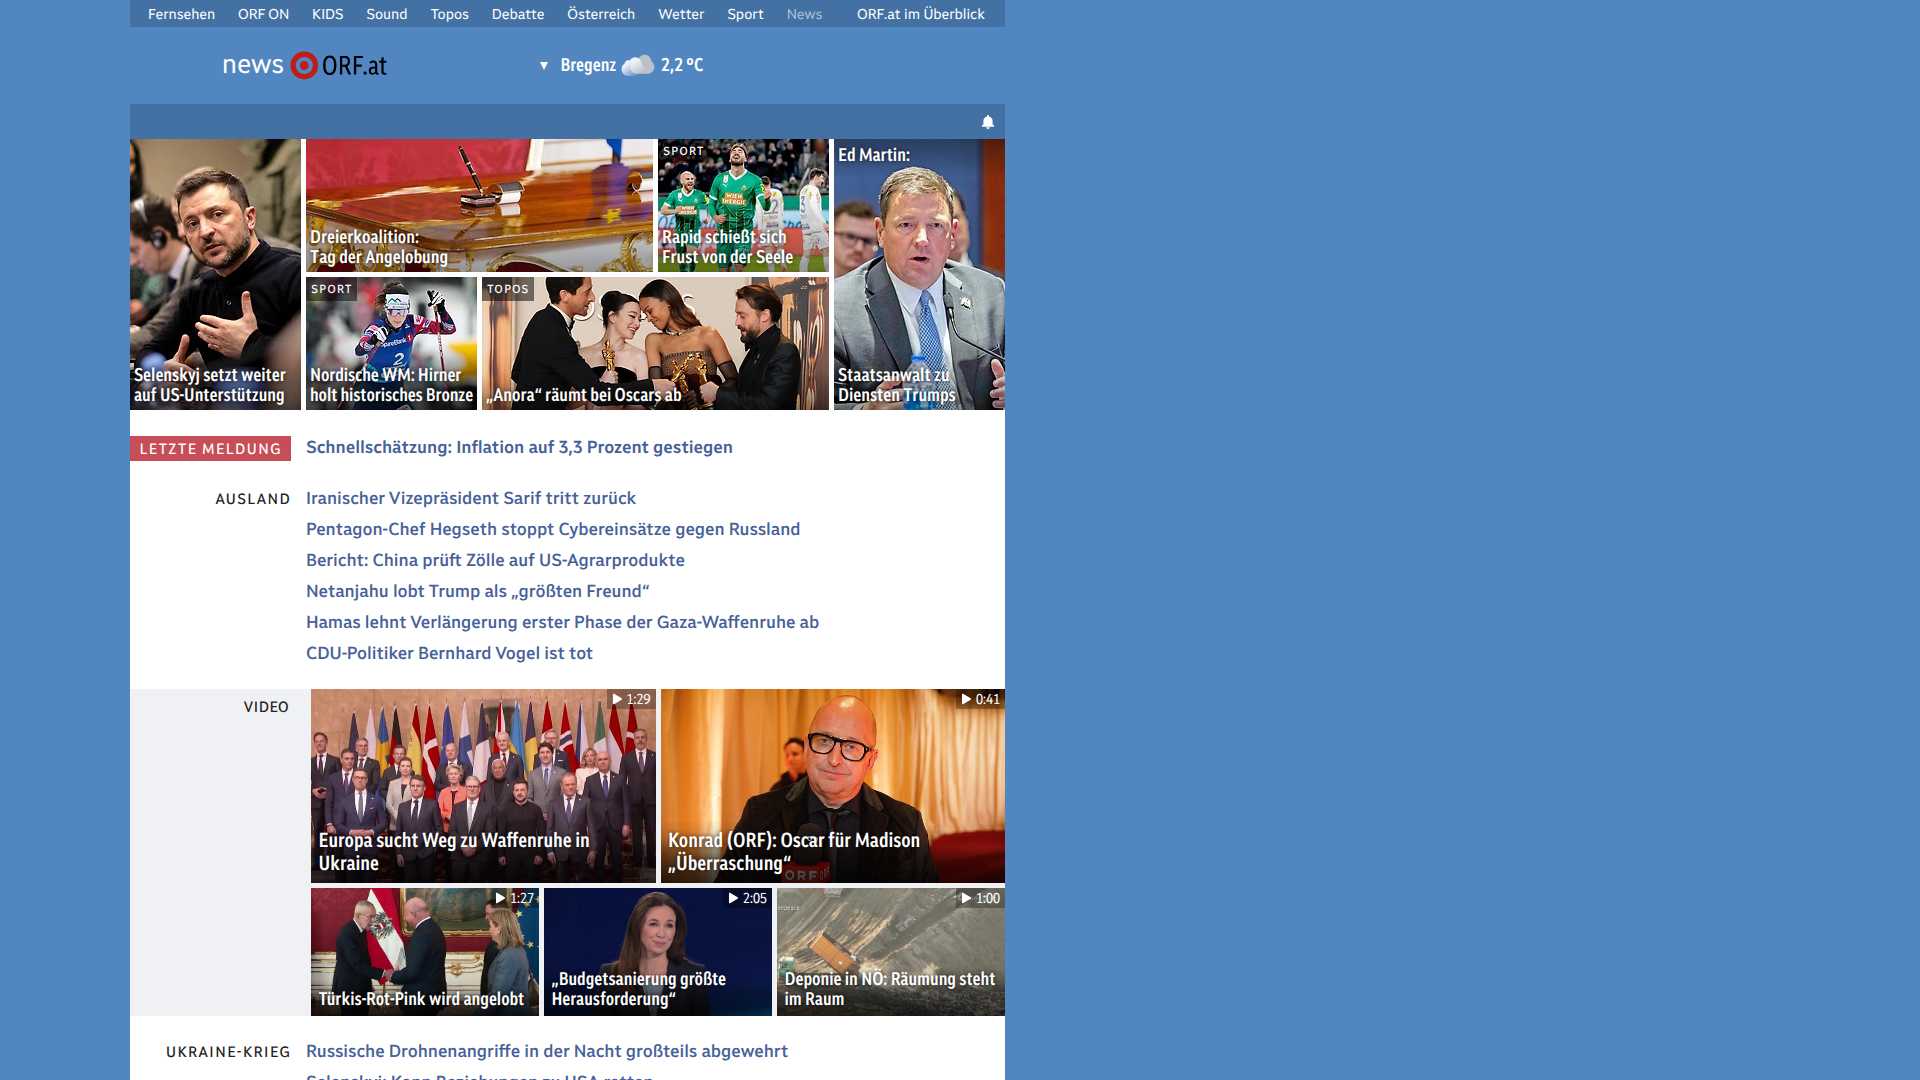 Fernsehen ORF ON KIDS Sound Topos Debatte Österreich Wetter Sport News ORF.at im Überblick
news ORF.at
Bregenz 2,2 °C
Selenskyj setzt weiter
auf US-Unterstützung
Dreierkoalition:
Tag der Angelobung
SPORT
Rapid schießt sich
Frust von der Seele
Ed Martin:
Staatsanwalt zu
Diensten Trumps
SPORT
Nordische WM: Hirner
holt historisches Bronze
TOPOS
„Anora“ räumt bei Oscars ab
LETZTE MELDUNG
Schnellschätzung: Inflation auf 3,3 Prozent gestiegen
AUSLAND
Iranischer Vizepräsident Sarif tritt zurück
Pentagon-Chef Hegseth stoppt Cybereinsätze gegen Russland
Bericht: China prüft Zölle auf US-Agrarprodukte
Netanjahu lobt Trump als „größten Freund“
Hamas lehnt Verlängerung erster Phase der Gaza-Waffenruhe ab
CDU-Politiker Bernhard Vogel ist tot
VIDEO
1:29
Europa sucht Weg zu Waffenruhe in
Ukraine
0:41
Konrad (ORF): Oscar für Madison
„Überraschung“
ORF
1:27
Türkis-Rot-Pink wird angelobt
2:05
„Budgetsanierung größte
Herausforderung“
1:00
Deponie in NÖ: Räumung steht
im Raum
UKRAINE-KRIEG
Russische Drohnenangriffe in der Nacht großteils abgewehrt
Selenskyj: Kann Beziehungen zu USA retten